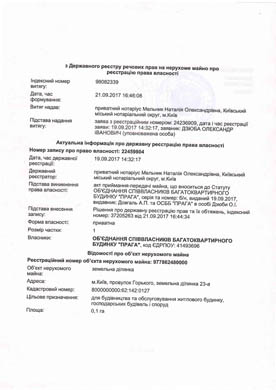 з Державного реєстру речових прав на нерухоме майно про
реєстрацію права власності
Індексний номер
витягу:
98082339
Дата, час
формування:
21.09.2017 16:48:08
Витяг надав:
приватний нотаріус Мельник Наталія Олександрівна, Київський
міський нотаріальний округ, м.Київ
Підстава надання
витягу:
заява з реєстраційним номером: 24236909, дата і час реєстрації
заяви: 19.09.2017 14:32:17, заявник: ДЗЮБА ОЛЕКСАНДР
ІВАНОВИЧ (уповноважена особа)
Актуальна інформація про державну реєстрацію права власності
Номер запису про право власності: 22459804
Дата, час державної
реєстрації:
19.09.2017 14:32:17
Державний
реєстратор:
приватний нотаріус Мельник Наталія Олександрівна, Київський
міський нотаріальний округ, м.Київ
Підстава виникнення
права власності:
акт приймання-передачі майна, що вноситься до Статуту
ОБ'ЄДНАННЯ СПІВВЛАСНИКІВ БАГАТОКВАРТИРНОГО
БУДИНКУ "ПРАГА", серія та номер: б/н, виданий 19.09.2017,
видавник: Довгаль А.П. та ОСББ "ПРАГА" в особі Дзюби О.І.
Підстава внесення
запису:
Рішення про державну реєстрацію прав та їх обтяжень, індексний
номер: 37205263 від 21.09.2017 16:44:34
Форма власності:
приватна
Розмір частки:
1
Власники:
ОБ'ЄДНАННЯ СПІВВЛАСНИКІВ БАГАТОКВАРТИРНОГО
БУДИНКУ "ПРАГА", код ЄДРПОУ: 41493698
Відомості про об'єкт нерухомого майна
Реєстраційний номер об'єкта нерухомого майна: 977862480000
Об'єкт нерухомого
майна:
земельна ділянка
Адреса:
м.Київ, провулок Горького, земельна ділянка 23-а
Кадастровий номер:
8000000000:62:142:0127
Цільове призначення:
для будівництва та обслуговування житлового будинку,
господарських будівель і споруд
Площа:
0,1 га